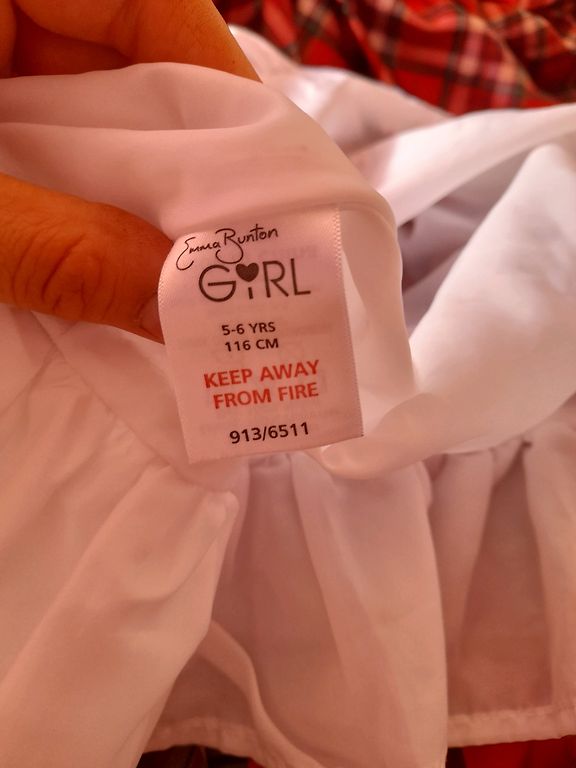 Emma Bunton
GIRL
5-6 YRS
116 CM
KEEP AWAY
FROM FIRE
913/6511